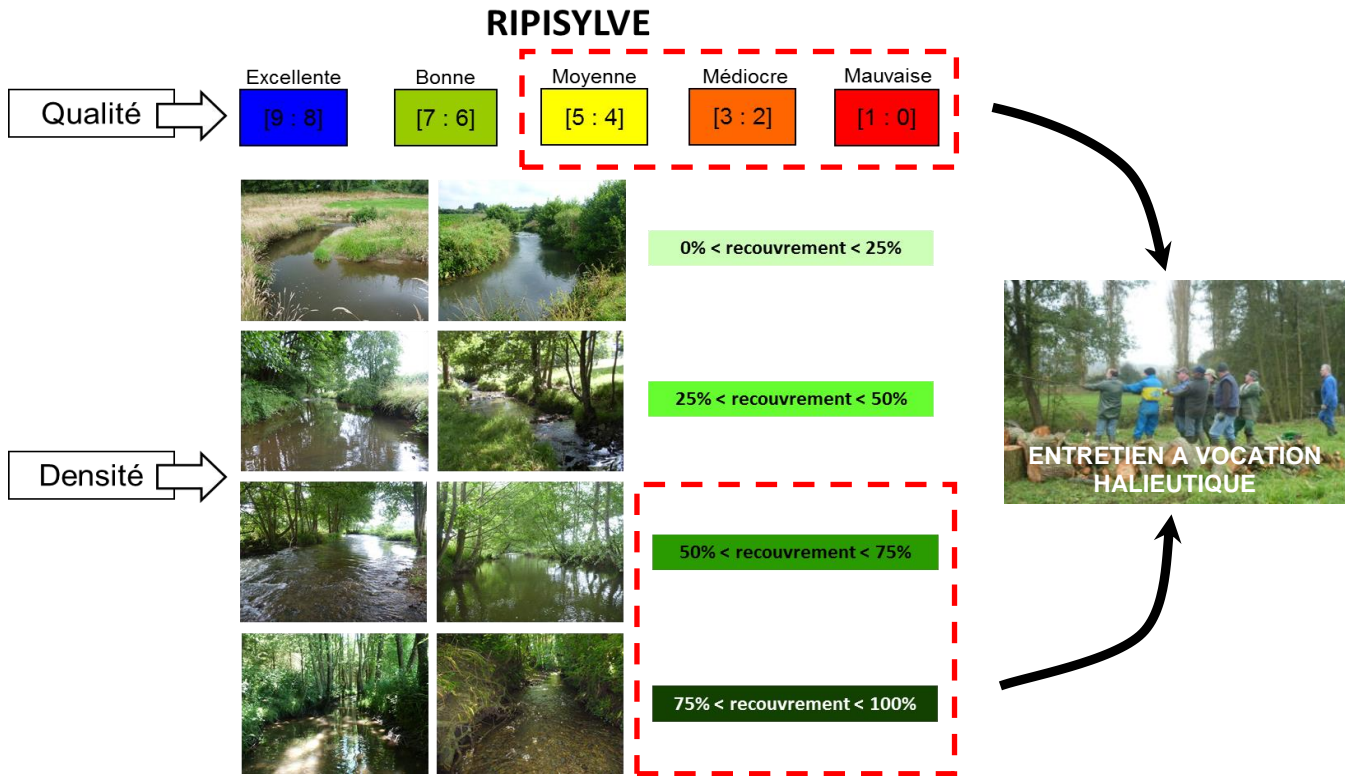 RIPISYLVE
Qualité
Excellente
[9 : 8]
Bonne
[7 : 6]
Moyenne
[5 : 4]
Médiocre
[3 : 2]
Mauvaise
[1 : 0]
0% < recouvrement < 25%
25% < recouvrement < 50%
Densité
50% < recouvrement < 75%
75% < recouvrement < 100%
ENTRETIEN A VOCATION
HALIEUTIQUE